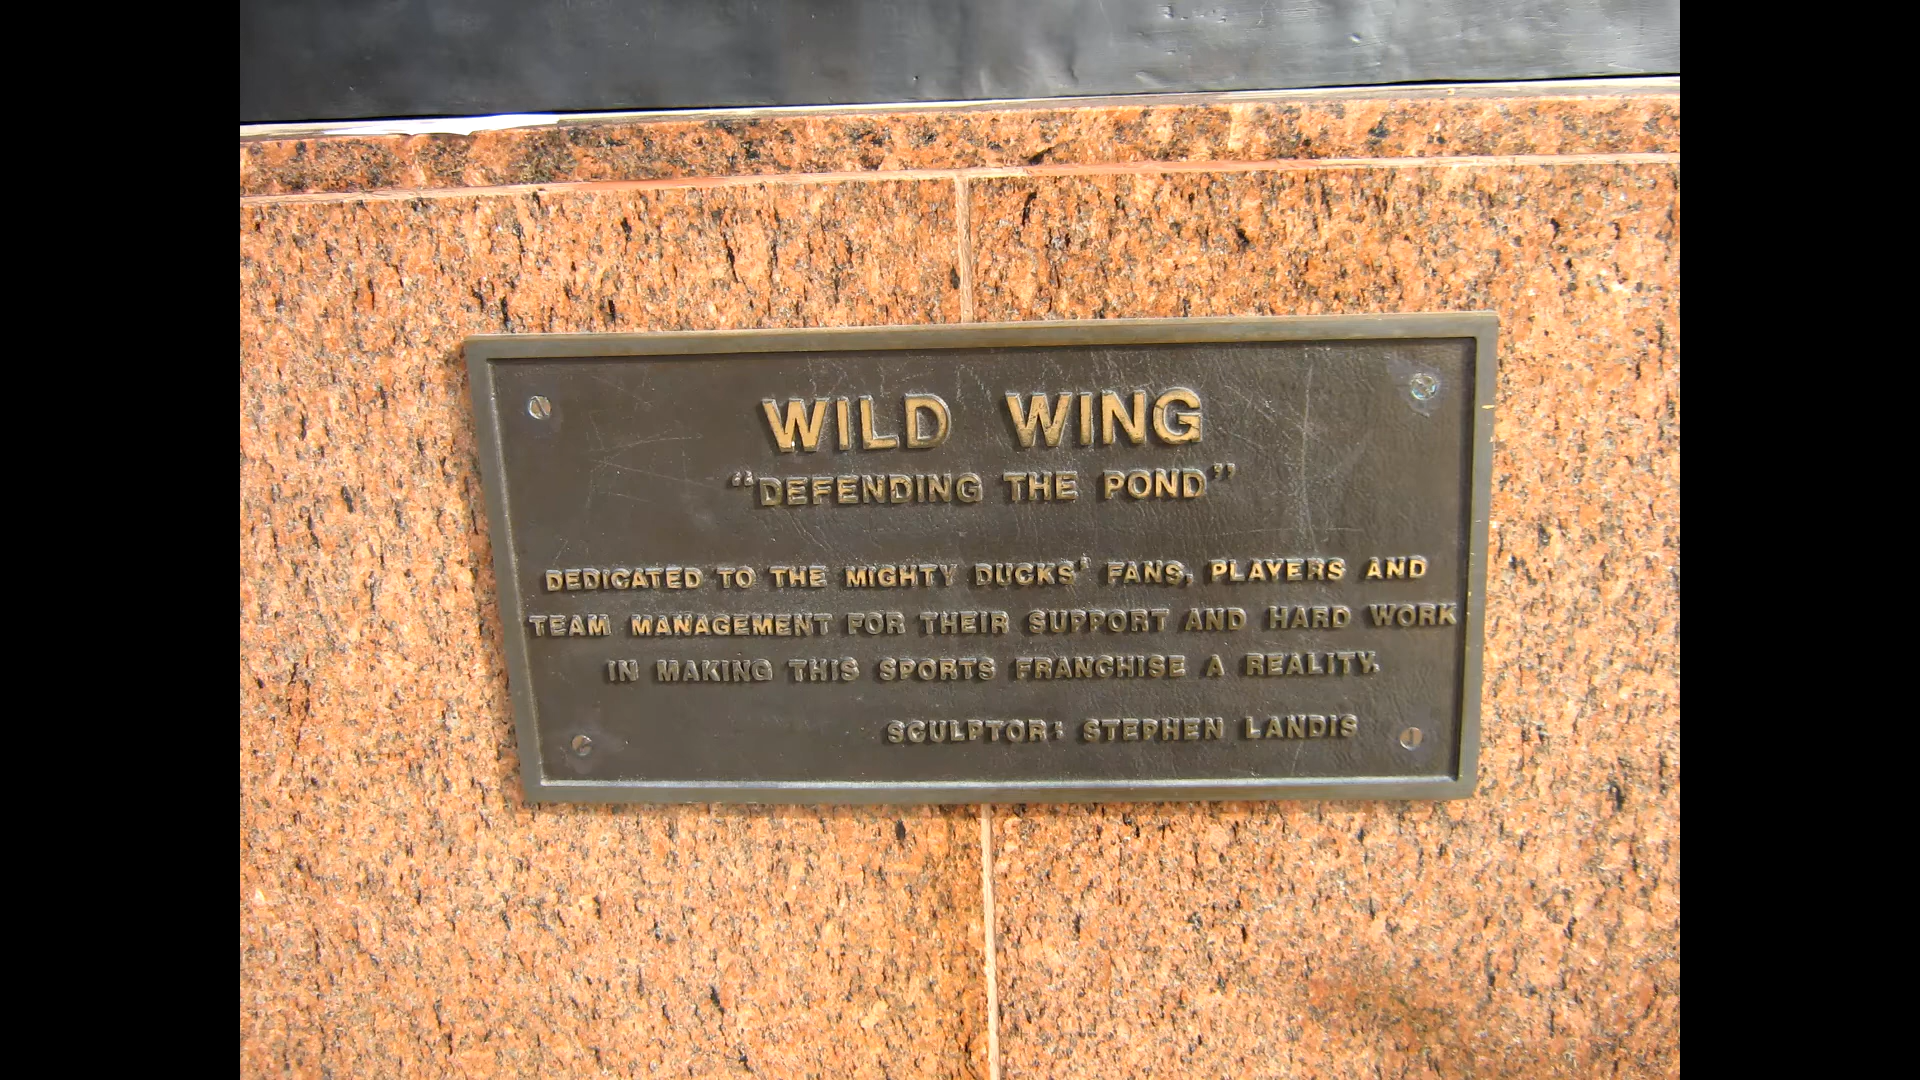 WILD WING
“DEFENDING THE POND”
DEDICATED TO THE MIGHTY DUCKS' FANS, PLAYERS AND
TEAM MANAGEMENT FOR THEIR SUPPORT AND HARD WORK
IN MAKING THIS SPORTS FRANCHISE A REALITY.
SCULPTOR: STEPHEN LANDIS